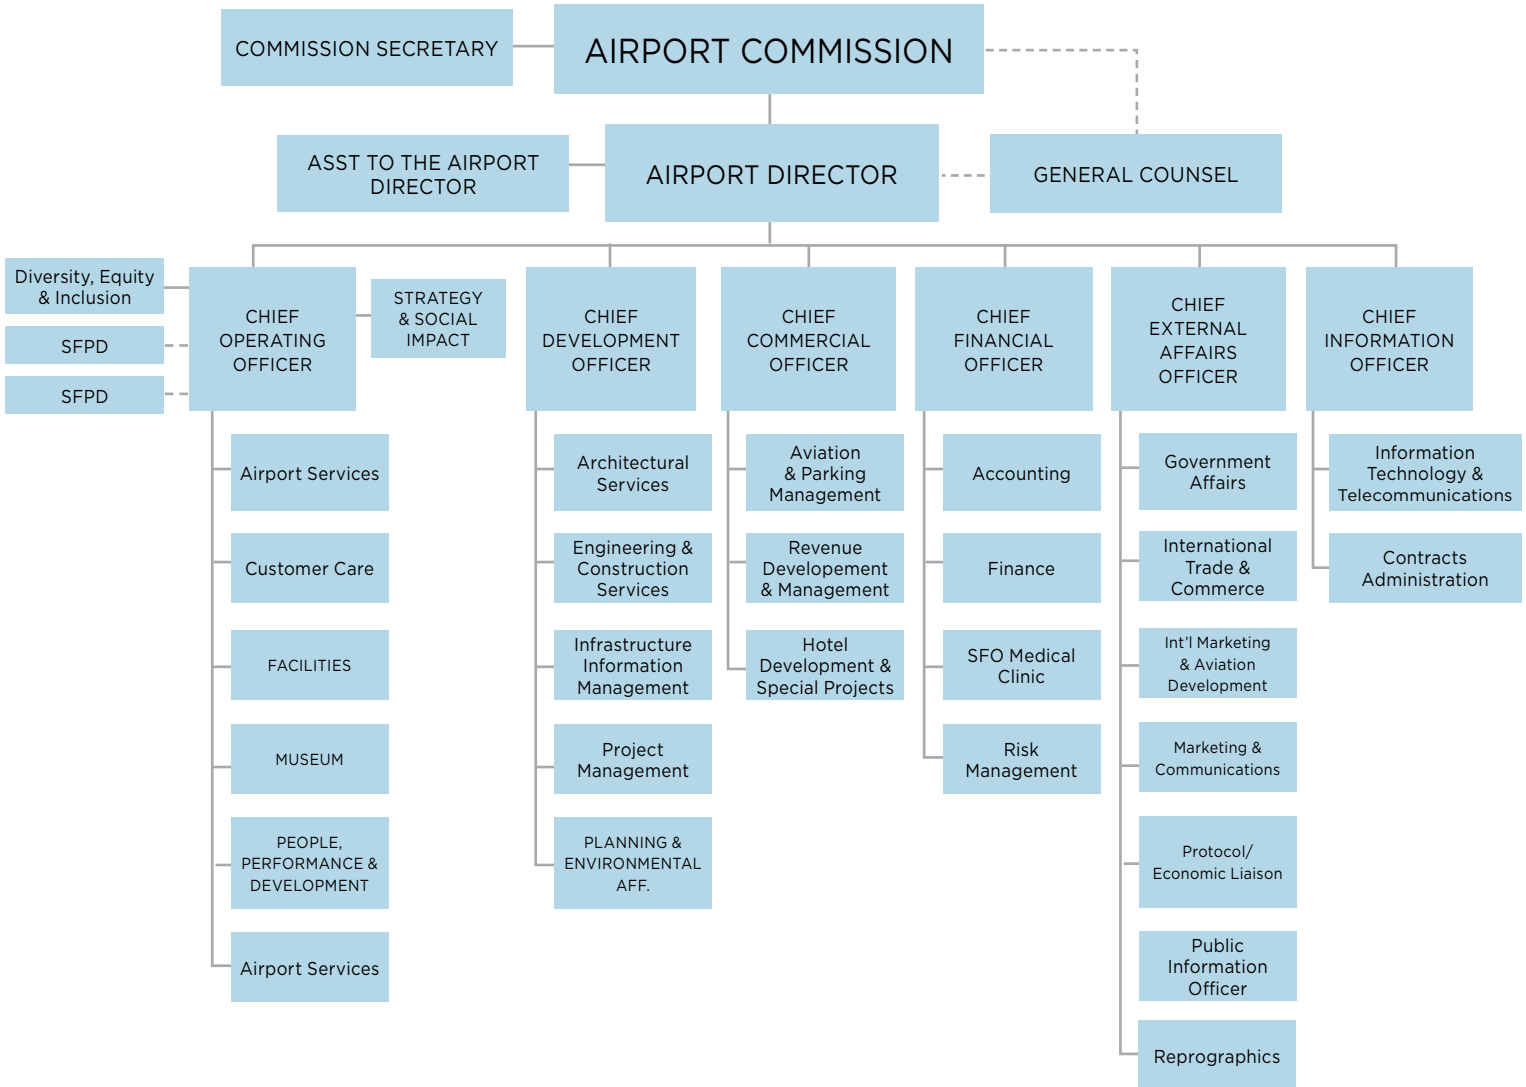 COMMISSION SECRETARY
AIRPORT COMMISSION
ASST TO THE AIRPORT
DIRECTOR
AIRPORT DIRECTOR
GENERAL COUNSEL
Diversity, Equity
& Inclusion
SFPD
SFPD
CHIEF
OPERATING
OFFICER
STRATEGY
& SOCIAL
IMPACT
CHIEF
DEVELOPMENT
OFFICER
CHIEF
COMMERCIAL
OFFICER
CHIEF
FINANCIAL
OFFICER
CHIEF
EXTERNAL
AFFAIRS
OFFICER
CHIEF
INFORMATION
OFFICER
Airport Services
Customer Care
FACILITIES
MUSEUM
PEOPLE,
PERFORMANCE &
DEVELOPMENT
Airport Services
Architectural
Services
Engineering &
Construction
Services
Infrastructure
Information
Management
Project
Management
PLANNING &
ENVIRONMENTAL
AFF.
Aviation
& Parking
Management
Revenue
Developement
& Management
Hotel
Development &
Special Projects
Accounting
Finance
SFO Medical
Clinic
Risk
Management
Government
Affairs
International
Trade &
Commerce
Int'l Marketing
& Aviation
Development
Marketing &
Communications
Protocol/
Economic Liaison
Public
Information
Officer
Reprographics
Information
Technology &
Telecommunications
Contracts
Administration